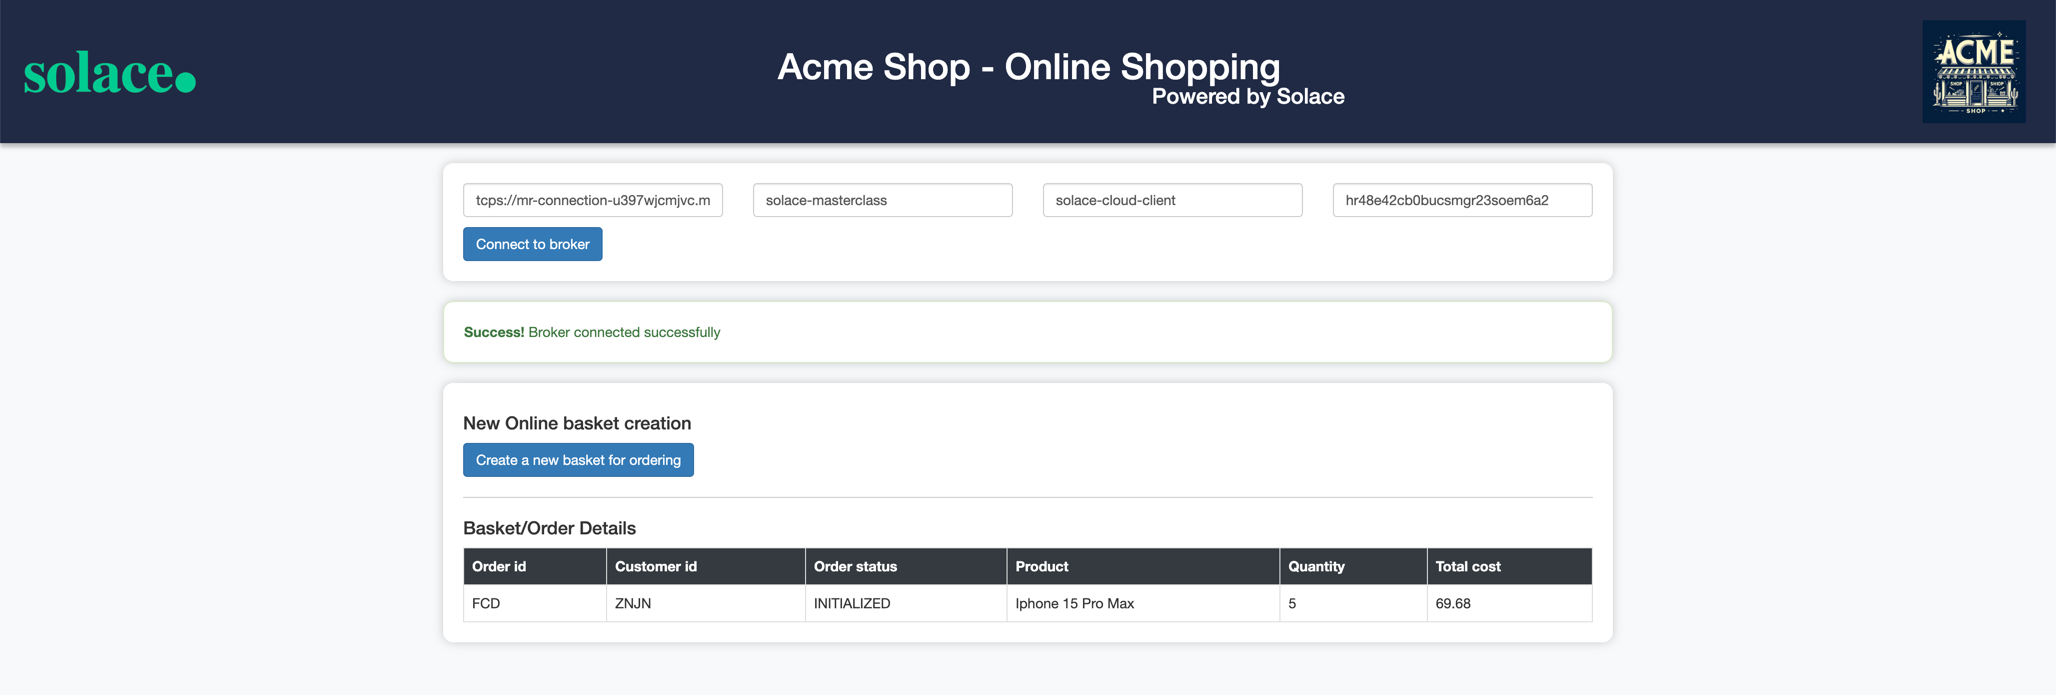 solace.
Acme Shop - Online Shopping
Powered by Solace
ACME
SHOP SHOP
SHOP
tcps://mr-connection-u397wjcmjvc.m solace-masterclass solace-cloud-client hr48e42cb0bucsmgr23soem6a2
Connect to broker
Success! Broker connected successfully
New Online basket creation
Create a new basket for ordering
Basket/Order Details
Order id Customer id Order status Product Quantity Total cost
FCD ZNJN INITIALIZED Iphone 15 Pro Max 5 69.68